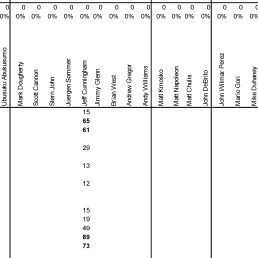 0 0 0 0 0 0 0 0 0 0 0 0 0 0 0 0
0% 0% 0% 0% 0% 0% 0% 0% 0% 0% 0% 0% 0% 0% 0% 0%
Mark Dougherty
Scott Cannon
Stern John
Juergen Sommer
Jeff Cunningham
Jimmy Glenn
Brian West
Andrew Gregor
Andy Williams
Matt Kmosko
Matt Napoleon
Matt Chulis
John DeBrito
John Wilmar Perez
Mario Gori
Mike Duhaney
15
65
61
29
13
12
15
19
49
89
73